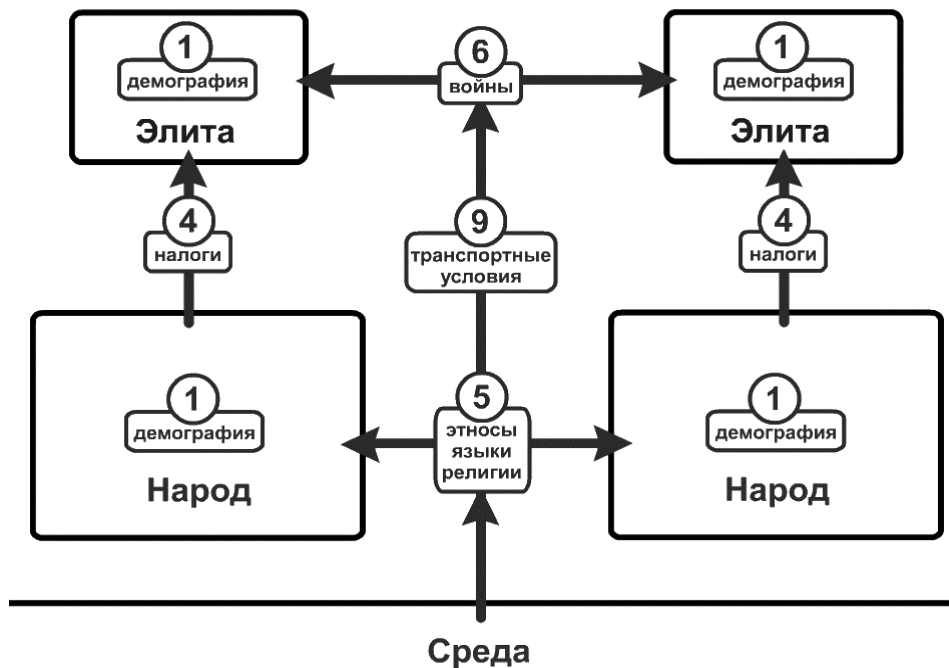 1
демография
Элита
6
войны
1
демография
Элита
4
налоги
9
транспортные
условия
4
налоги
1
демография
Народ
5
этносы
языки
религии
1
демография
Народ
Среда